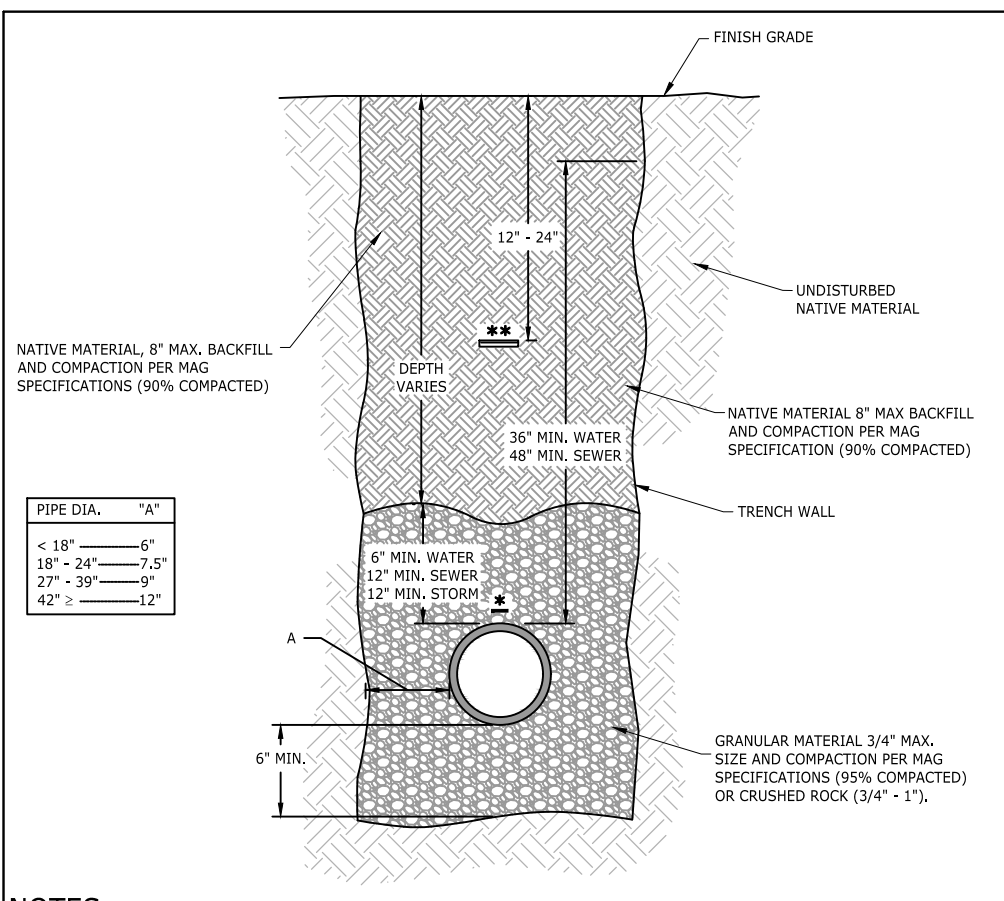 FINISH GRADE
12" - 24"
UNDISTURBED
NATIVE MATERIAL
**
NATIVE MATERIAL, 8" MAX. BACKFILL
AND COMPACTION PER MAG
SPECIFICATIONS (90% COMPACTED)
DEPTH
VARIES
NATIVE MATERIAL 8" MAX BACKFILL
AND COMPACTION PER MAG
SPECIFICATION (90% COMPACTED)
36" MIN. WATER
48" MIN. SEWER
TRENCH WALL
PIPE DIA. "A"
< 18" 6"
18" - 24" 7.5"
27" - 39" 9"
42" ≥ 12"
6" MIN. WATER
12" MIN. SEWER
12" MIN. STORM
*
A
6" MIN.
GRANULAR MATERIAL 3/4" MAX.
SIZE AND COMPACTION PER MAG
SPECIFICATIONS (95% COMPACTED)
OR CRUSHED ROCK (3/4" - 1").